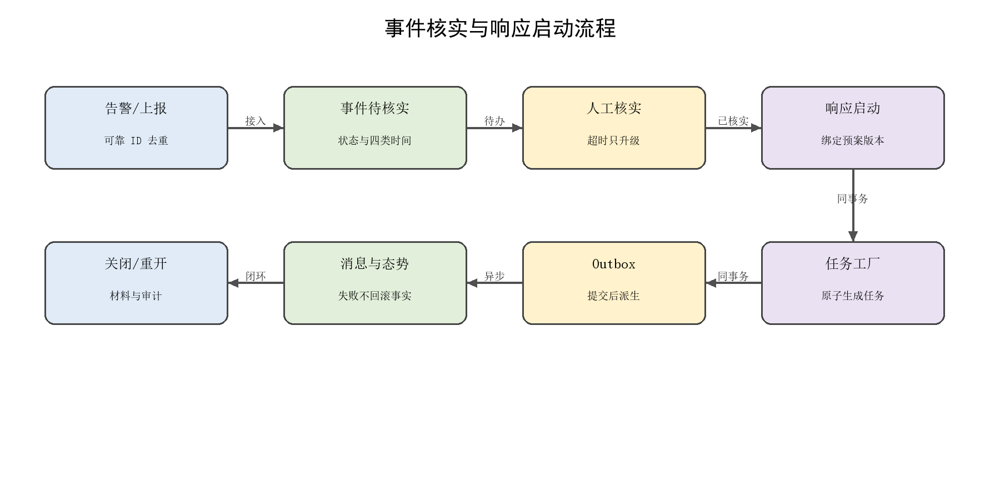 事件核实与响应启动流程
告警/上报
可靠 ID 去重
接入
事件待核实
状态与四类时间
待办
人工核实
超时只升级
已核实
响应启动
绑定预案版本
同事务
任务工厂
原子生成任务
同事务
Outbox
提交后派生
异步
消息与态势
失败不回滚事实
闭环
关闭/重开
材料与审计